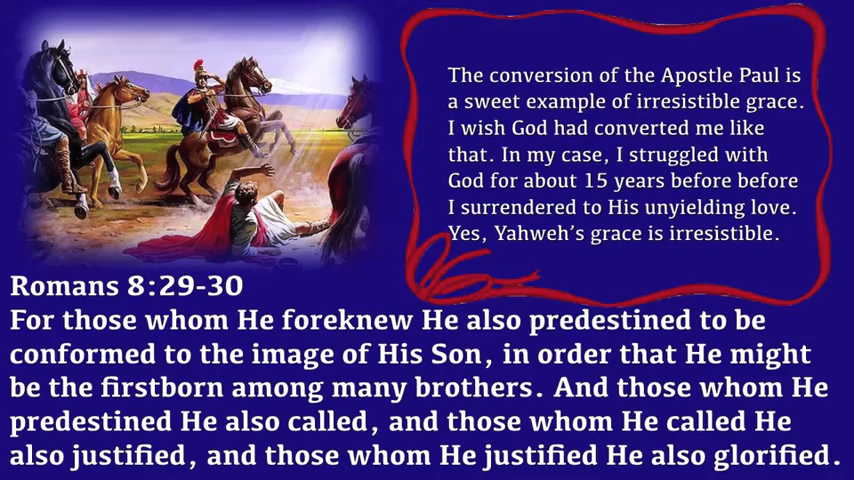 The conversion of the Apostle Paul is
a sweet example of irresistible grace.
I wish God had converted me like
that. In my case, I struggled with
God for about 15 years before before
I surrendered to His unyielding love.
Yes, Yahweh's grace is irresistible.
Romans 8:29-30
For those whom He foreknew He also predestined to be
conformed to the image of His Son, in order that He might
be the firstborn among many brothers. And those whom He
predestined He also called, and those whom He called He
also justified, and those whom He justified He also glorified.